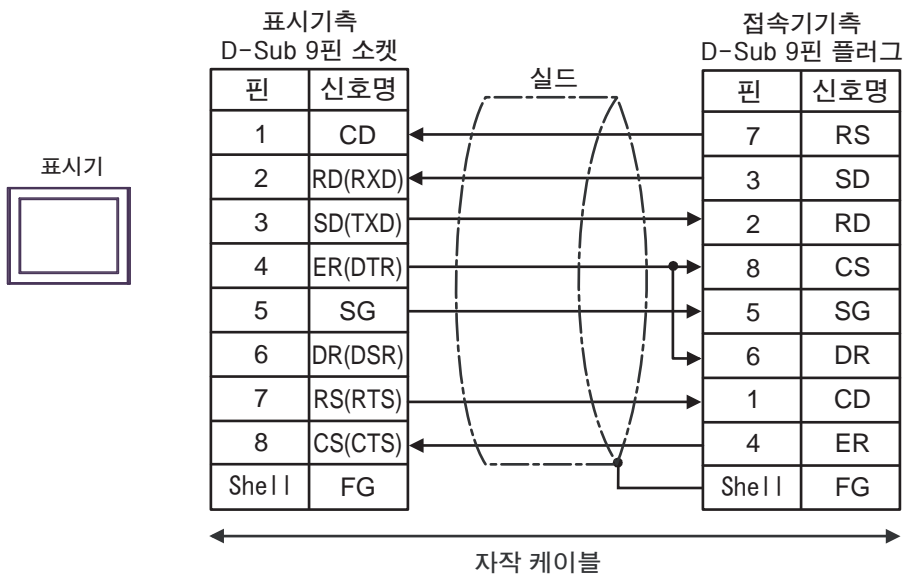 표시기측
D-Sub 9핀 소켓
접속기기측
D-Sub 9핀 플러그
실드
표시기
핀 신호명 핀 신호명
1 CD 7 RS
2 RD(RXD) 3 SD
3 SD(TXD) 2 RD
4 ER(DTR) 8 CS
5 SG 5 SG
6 DR(DSR) 6 DR
7 RS(RTS) 1 CD
8 CS(CTS) 4 ER
Shell FG Shell FG
자작 케이블